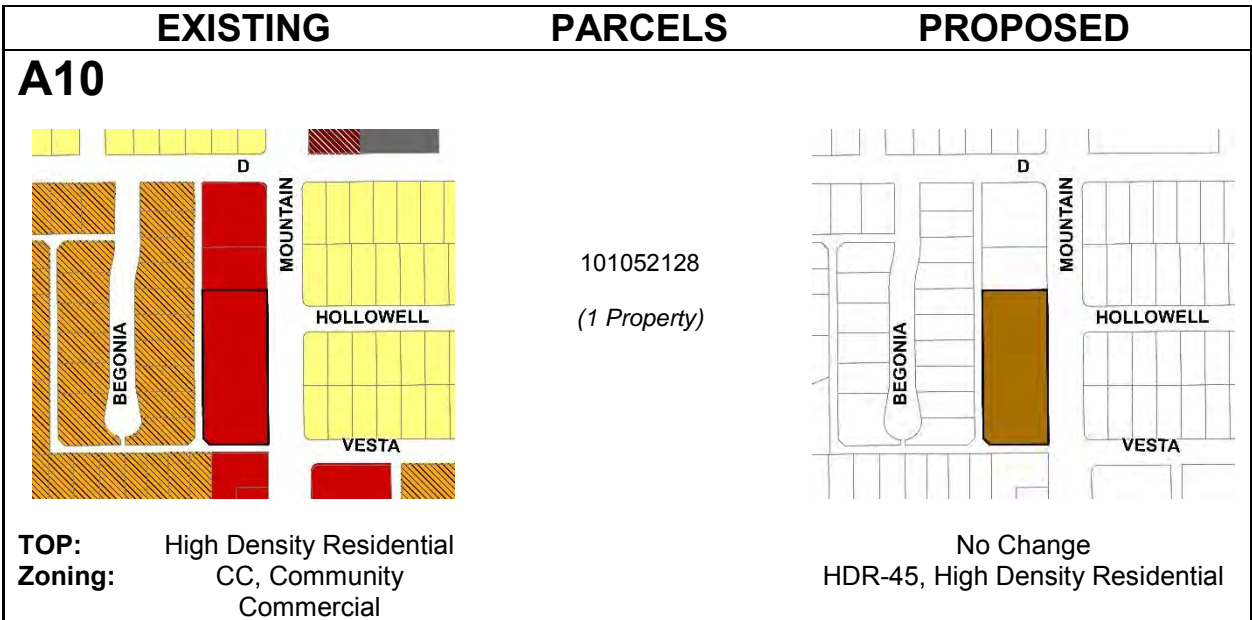 EXISTING PARCELS PROPOSED
A10
D
MOUNTAIN
HOLLOWELL
BEGONIA
VESTA
101052128
(1 Property)
D
MOUNTAIN
HOLLOWELL
BEGONIA
VESTA
TOP: High Density Residential No Change
Zoning: CC, Community HDR-45, High Density Residential
Commercial